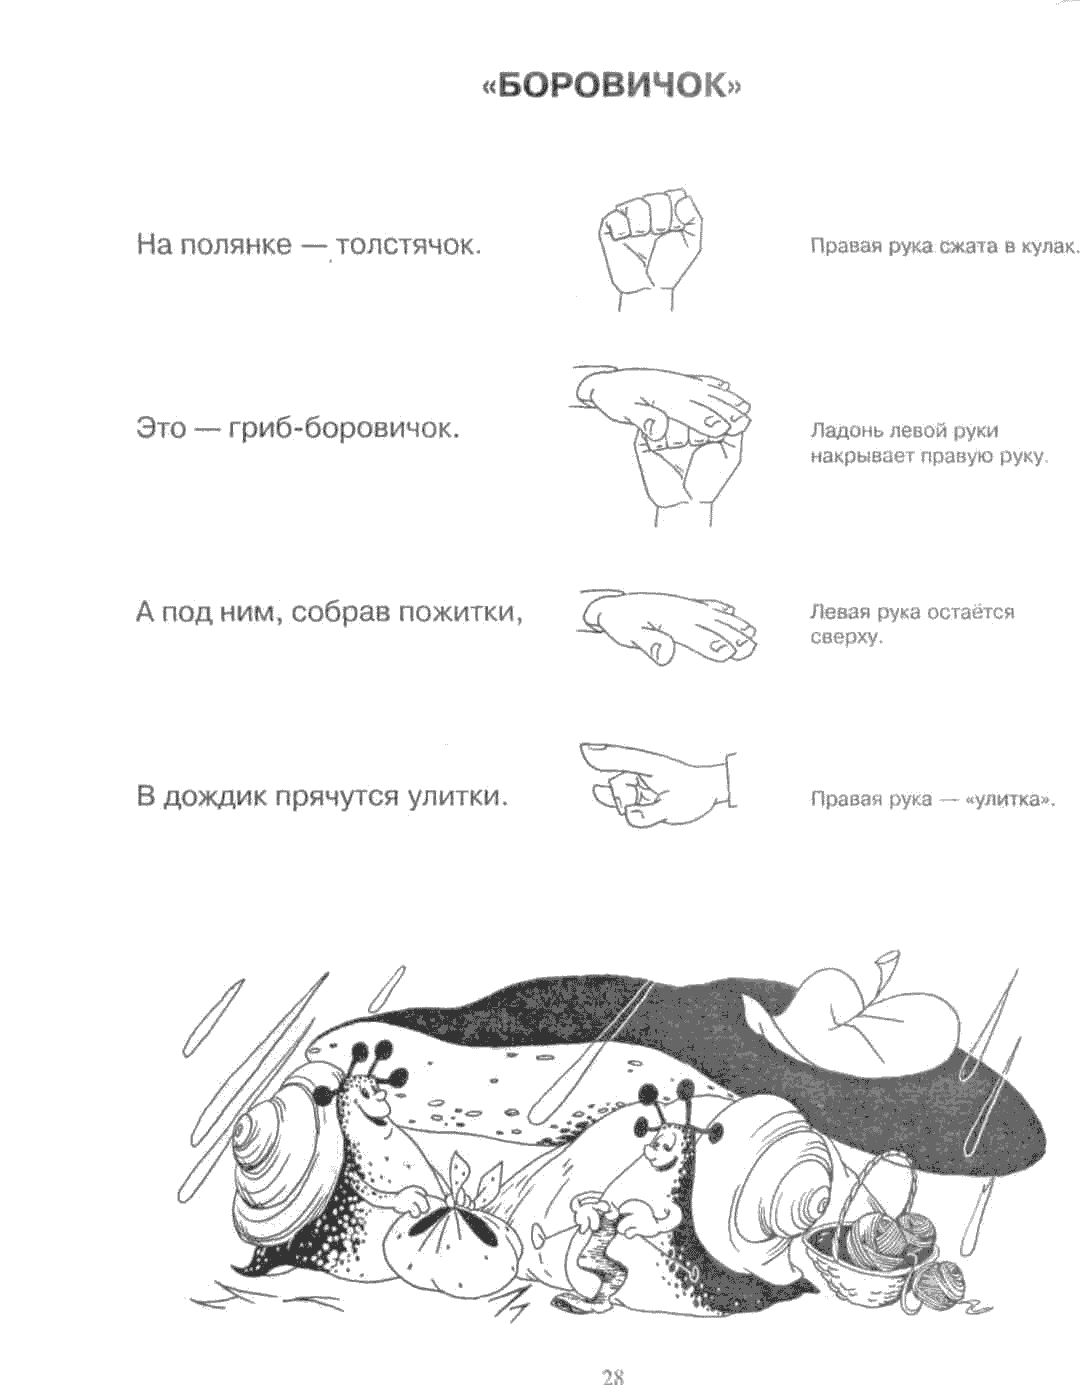 «БОРОВИЧОК»
На полянке — толстячок.
Правая рука сжата в кулак.
Это — гриб-боровичок.
Ладонь левой руки
накрывает правую руку.
А под ним, собрав пожитки,
Левая рука остаётся
сверху.
В дождик прячутся улитки.
Правая рука — «улитка».
28